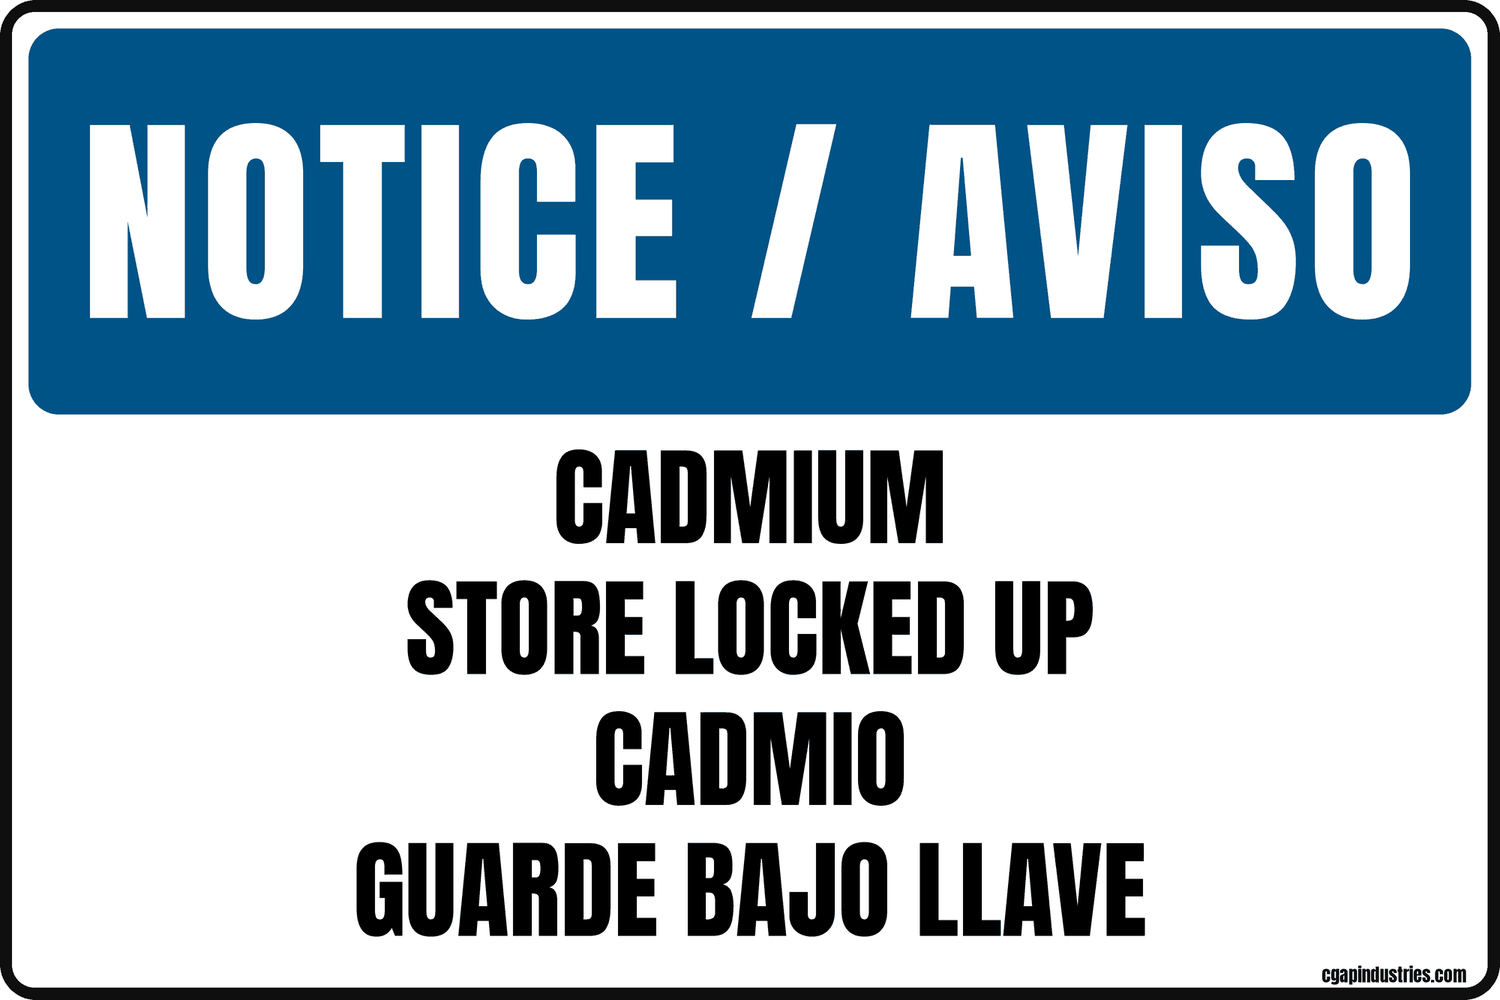 NOTICE / AVISO
CADMIUM
STORE LOCKED UP
CADMIO
GUARDE BAJO LLAVE
cgapindustries.com